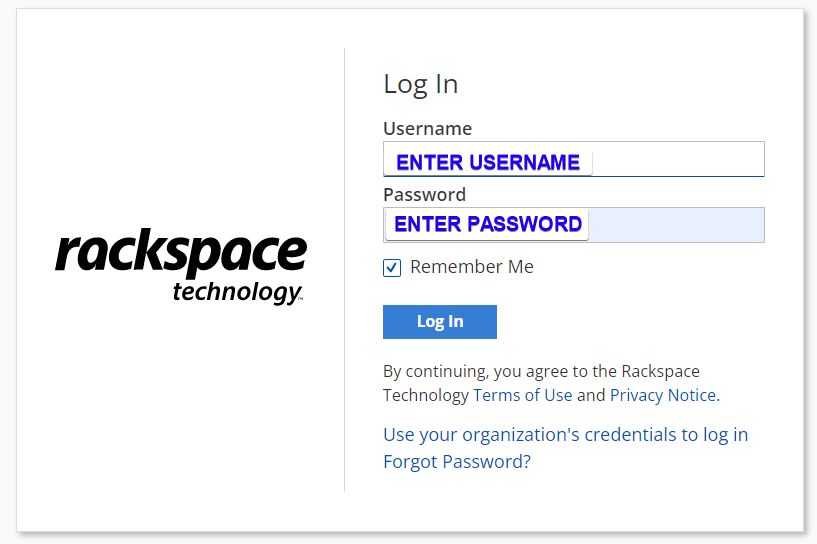 rackspace
technology™
Log In
Username
ENTER USERNAME
Password
ENTER PASSWORD
Remember Me
Log In
By continuing, you agree to the Rackspace
Technology Terms of Use and Privacy Notice.
Use your organization's credentials to log in
Forgot Password?